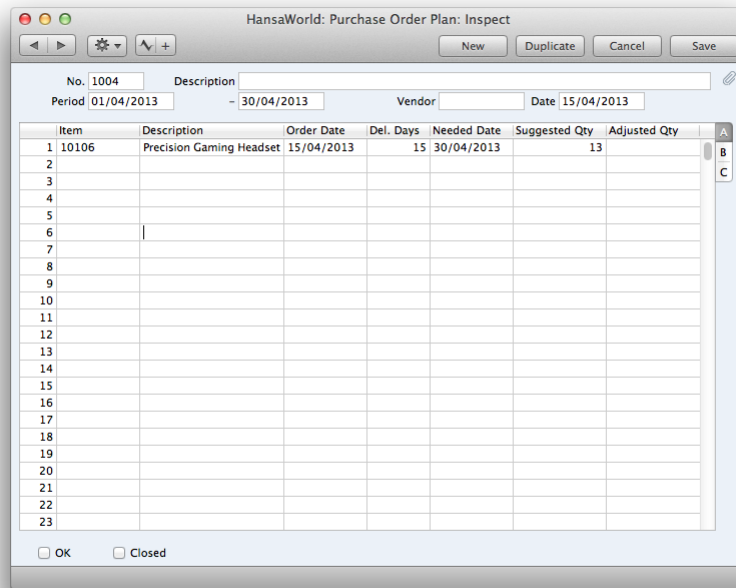 HansaWorld: Purchase Order Plan: Inspect
New Duplicate Cancel Save
No. 1004 Description
Period 01/04/2013 - 30/04/2013 Vendor Date 15/04/2013
Item Description Order Date Del. Days Needed Date Suggested Qty Adjusted Qty A
1 10106 Precision Gaming Headset 15/04/2013 15 30/04/2013 13 B
2 C
3
4
5
6
7
8
9
10
11
12
13
14
15
16
17
18
19
20
21
22
23
OK Closed